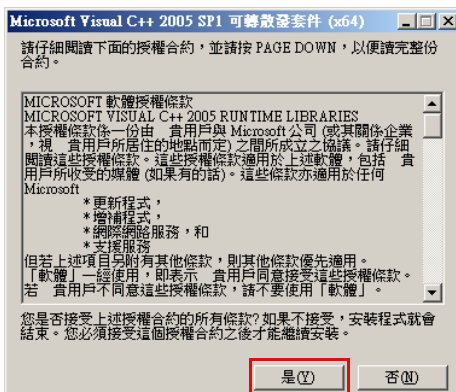 Microsoft Visual C++ 2005 SP1 可轉散發套件 (x64)
請仔細閱讀下面的授權合約，並請按 PAGE DOWN，以便讀完整份
合約。
MICROSOFT 軟體授權條款
MICROSOFT VISUAL C++ 2005 RUNTIME LIBRARIES
本授權條款係一份由　貴用戶與 Microsoft 公司 (或其關係企業
，視　貴用戶所居住的地點而定) 之間所成立之協議。請仔細
閱讀這些授權條款。這些授權條款適用於上述軟體，包括　貴
用戶所收受的媒體 (如果有的話)。這些條款亦適用於任何
Microsoft
*更新程式，
*增補程式，
*網際網路服務，和
*支援服務
但若上述項目另附有其他條款，則其他條款優先適用。
「軟體」一經使用，即表示　貴用戶同意接受這些授權條款。
若　貴用戶不同意這些授權條款，請不要使用「軟體」。
您是否接受上述授權合約的所有條款? 如果不接受，安裝程式就會
結束。您必須接受這個授權合約之後才能繼續安裝。
是(Y)
否(N)